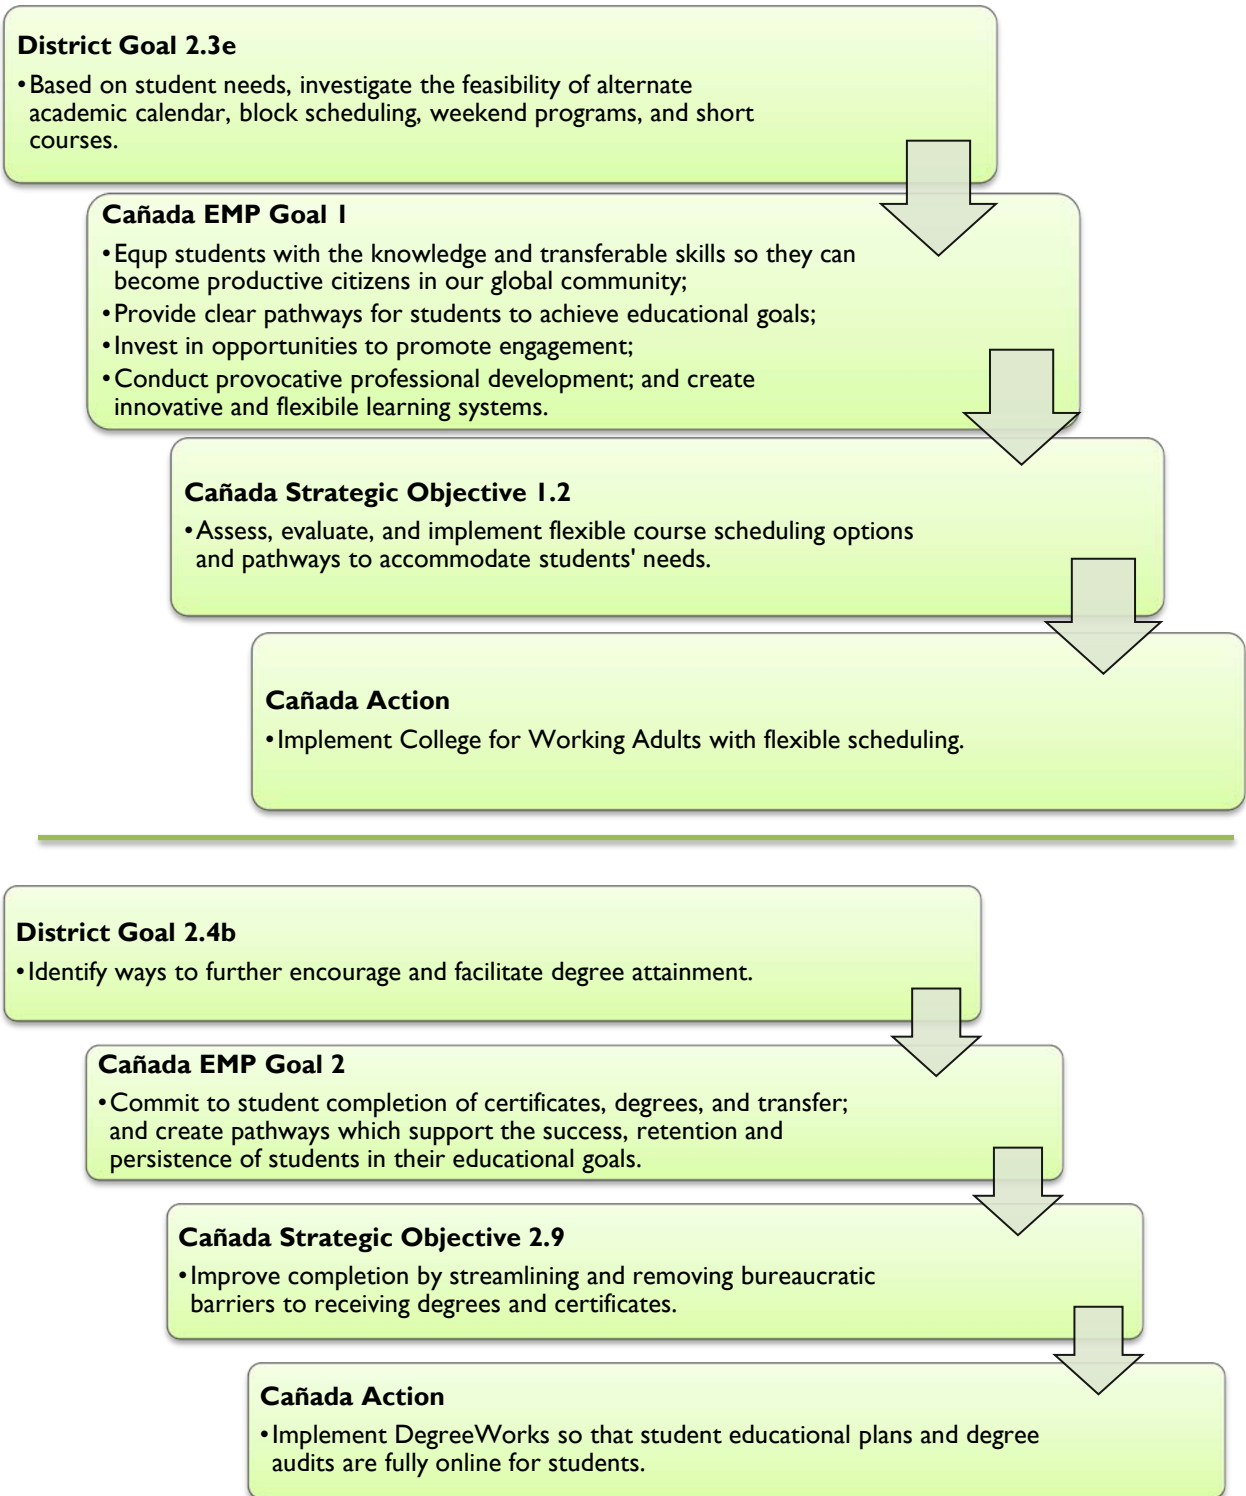 District Goal 2.3e
•Based on student needs, investigate the feasibility of alternate
academic calendar, block scheduling, weekend programs, and short
courses.
Cañada EMP Goal 1
•Equp students with the knowledge and transferable skills so they can
become productive citizens in our global community;
•Provide clear pathways for students to achieve educational goals;
•Invest in opportunities to promote engagement;
•Conduct provocative professional development; and create
innovative and flexibile learning systems.
Cañada Strategic Objective 1.2
•Assess, evaluate, and implement flexible course scheduling options
and pathways to accommodate students' needs.
Cañada Action
•Implement College for Working Adults with flexible scheduling.
District Goal 2.4b
•Identify ways to further encourage and facilitate degree attainment.
Cañada EMP Goal 2
•Commit to student completion of certificates, degrees, and transfer;
and create pathways which support the success, retention and
persistence of students in their educational goals.
Cañada Strategic Objective 2.9
•Improve completion by streamlining and removing bureaucratic
barriers to receiving degrees and certificates.
Cañada Action
•Implement DegreeWorks so that student educational plans and degree
audits are fully online for students.